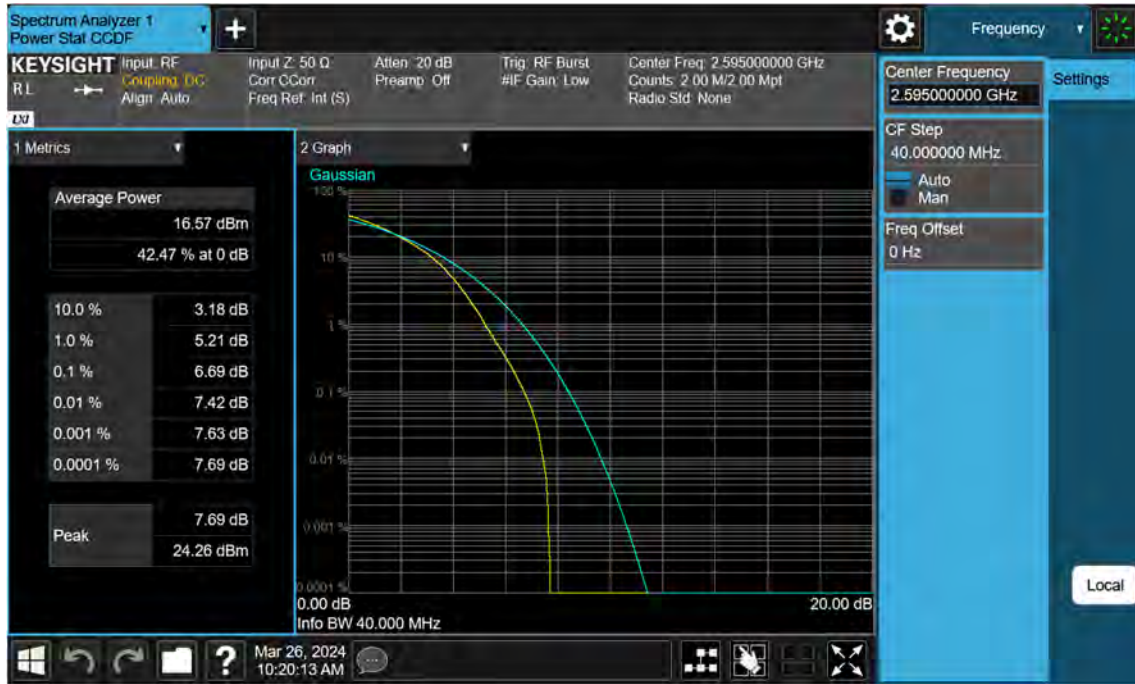 Spectrum Analyzer 1
Power Stat CCDF
Frequency
KEYSIGHT
RL
LXI
Input: RF
Coupling: DC
Align: Auto
Input Z: 50 Ω
Corr CCorr
Freq Ref: Int (S)
Atten: 20 dB
Preamp: Off
Trig: RF Burst
#IF Gain: Low
Center Freq: 2.595000000 GHz
Counts: 2.00 M/2.00 Mpt
Radio Std: None
Center Frequency
2.595000000 GHz
Settings
CF Step
40.000000 MHz
Auto
Man
Freq Offset
0 Hz
1 Metrics
Average Power
16.57 dBm
42.47 % at 0 dB
10.0 % 3.18 dB
1.0 % 5.21 dB
0.1 % 6.69 dB
0.01 % 7.42 dB
0.001 % 7.63 dB
0.0001 % 7.69 dB
Peak
7.69 dB
24.26 dBm
2 Graph
Gaussian
100 %
10 %
1 %
0.1 %
0.01 %
0.001 %
0.0001 %
0.00 dB
20.00 dB
Info BW 40.000 MHz
Local
?
Mar 26, 2024
10:20:13 AM